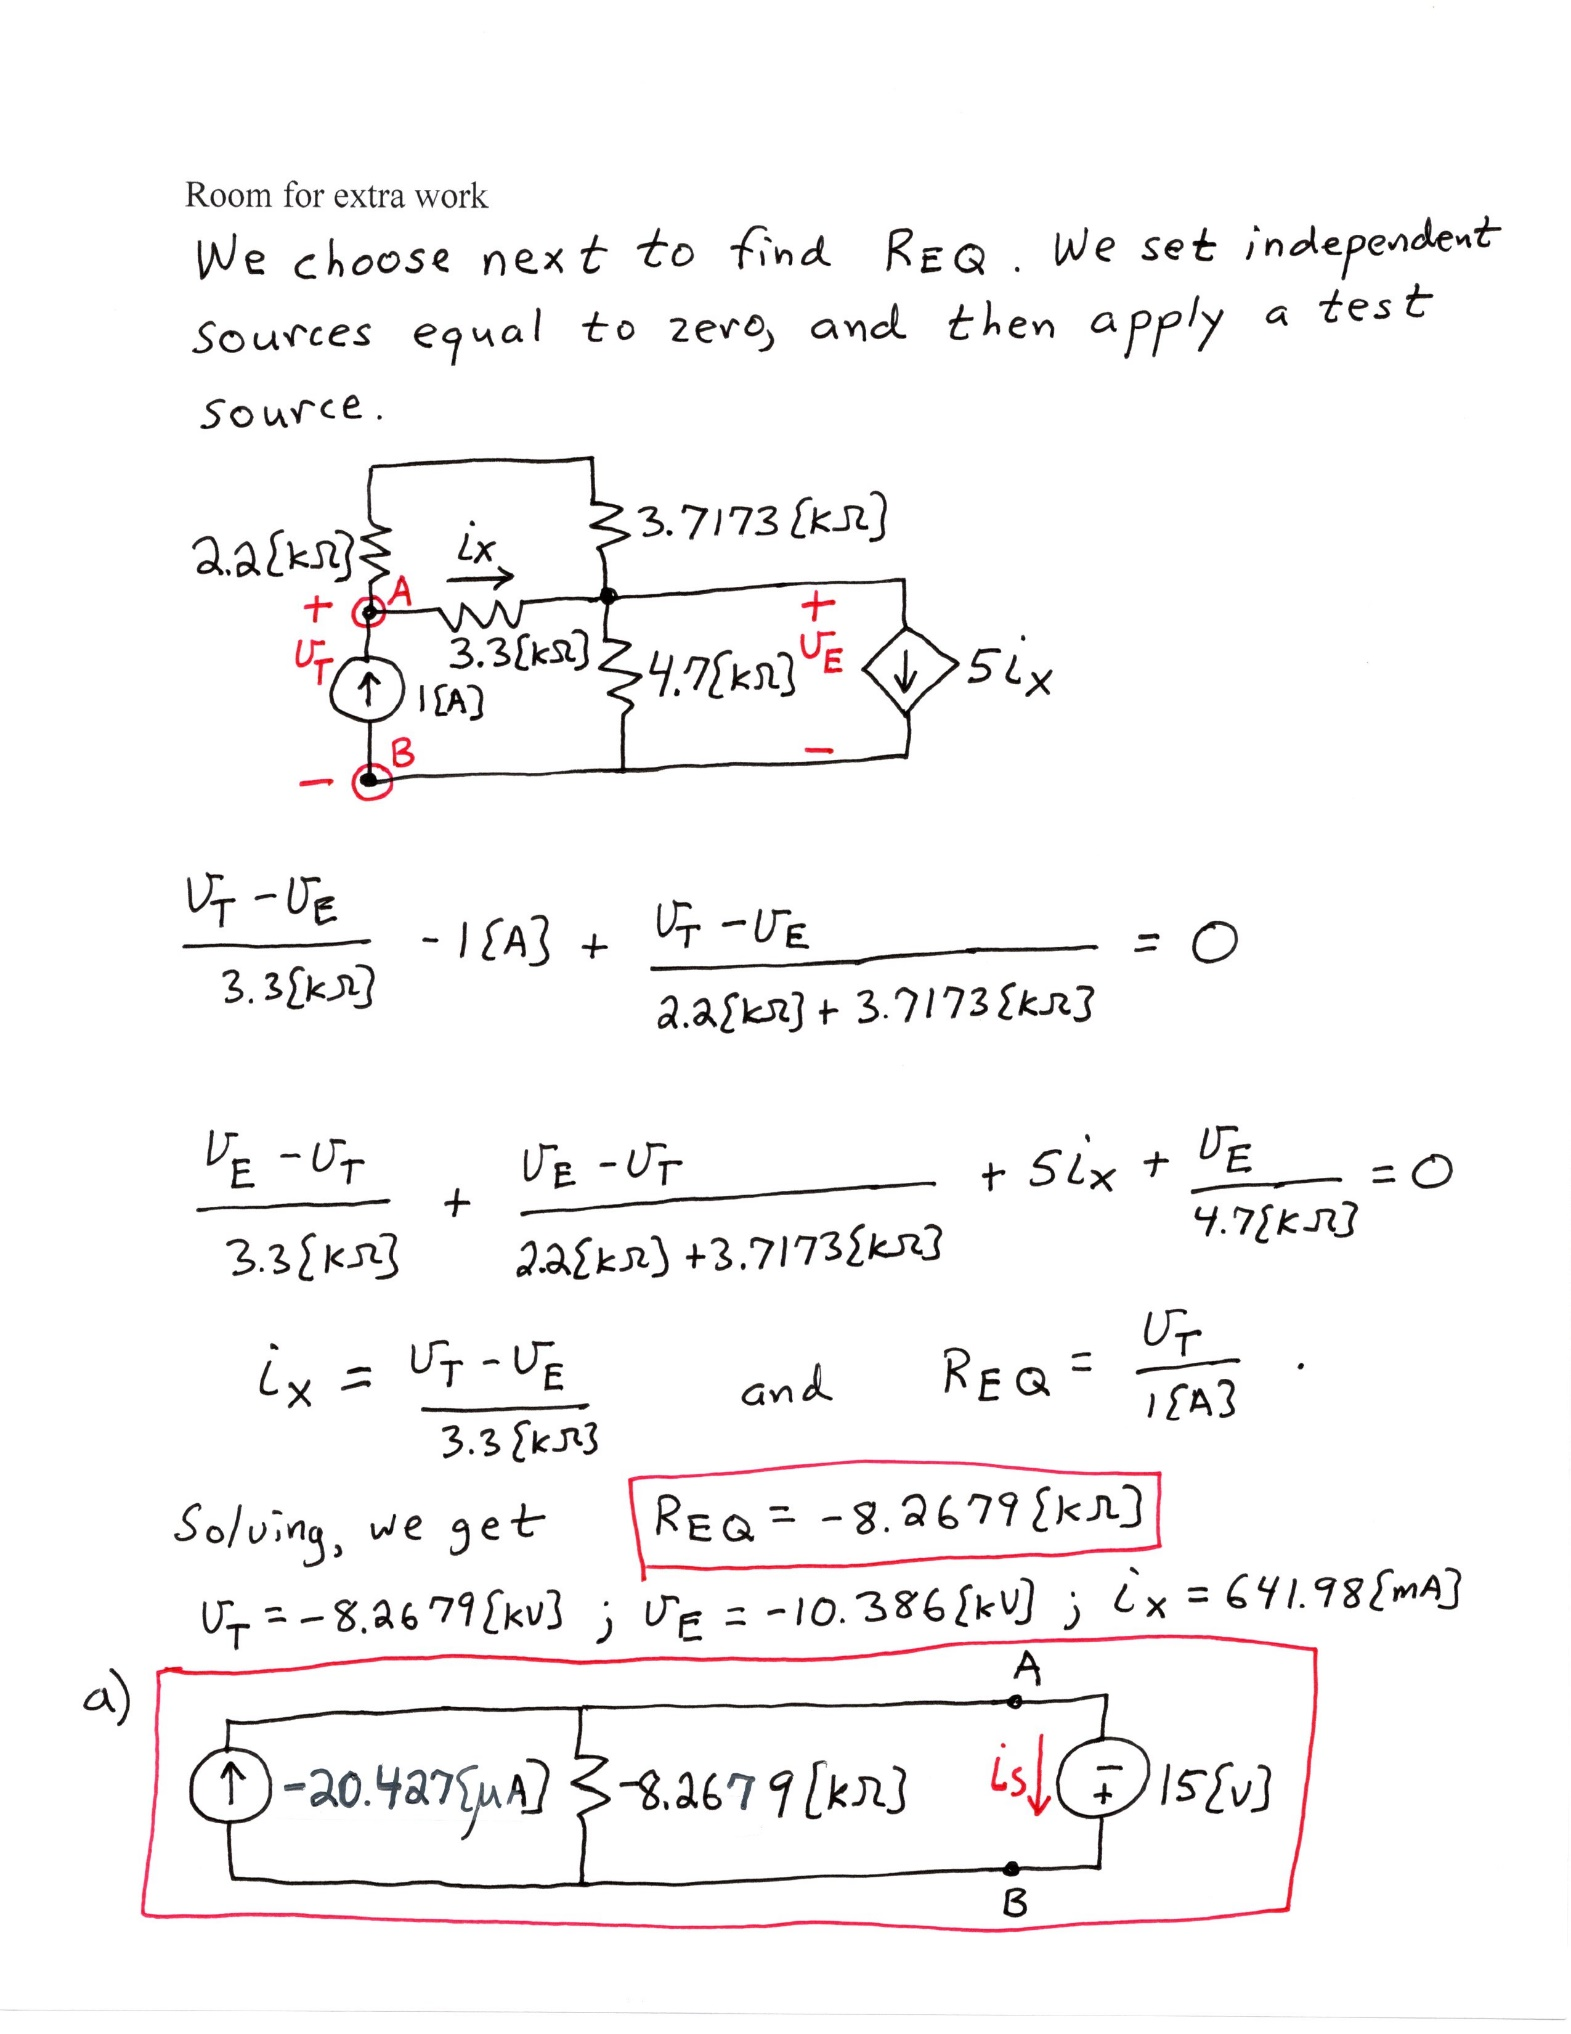 Room for extra work
We choose next to find REQ. We set independent
sources equal to zero, and then apply a test
source.
3.7173{kΩ}
2.2{kΩ}
ix
+
A
+
vT
3.3{kΩ}
4.7{kΩ}
vE
5ix
1{A}
B
−
−
vT - vE
3.3{kΩ}
- 1{A} +
vT - vE
2.2{kΩ} + 3.7173{kΩ}
= 0
vE - vT
3.3{kΩ}
+
vE - vT
2.2{kΩ} + 3.7173{kΩ}
+ 5ix +
vE
4.7{kΩ}
= 0
ix =
vT - vE
3.3{kΩ}
and
REQ =
vT
1{A}
.
Solving, we get REQ = -8.2679{kΩ}
vT = -8.2679{kV} ; vE = -10.386{kV} ; ix = 641.98{mA}
a)
A
-20.427{μA}
-8.2679{kΩ}
is
−
+
15{V}
B